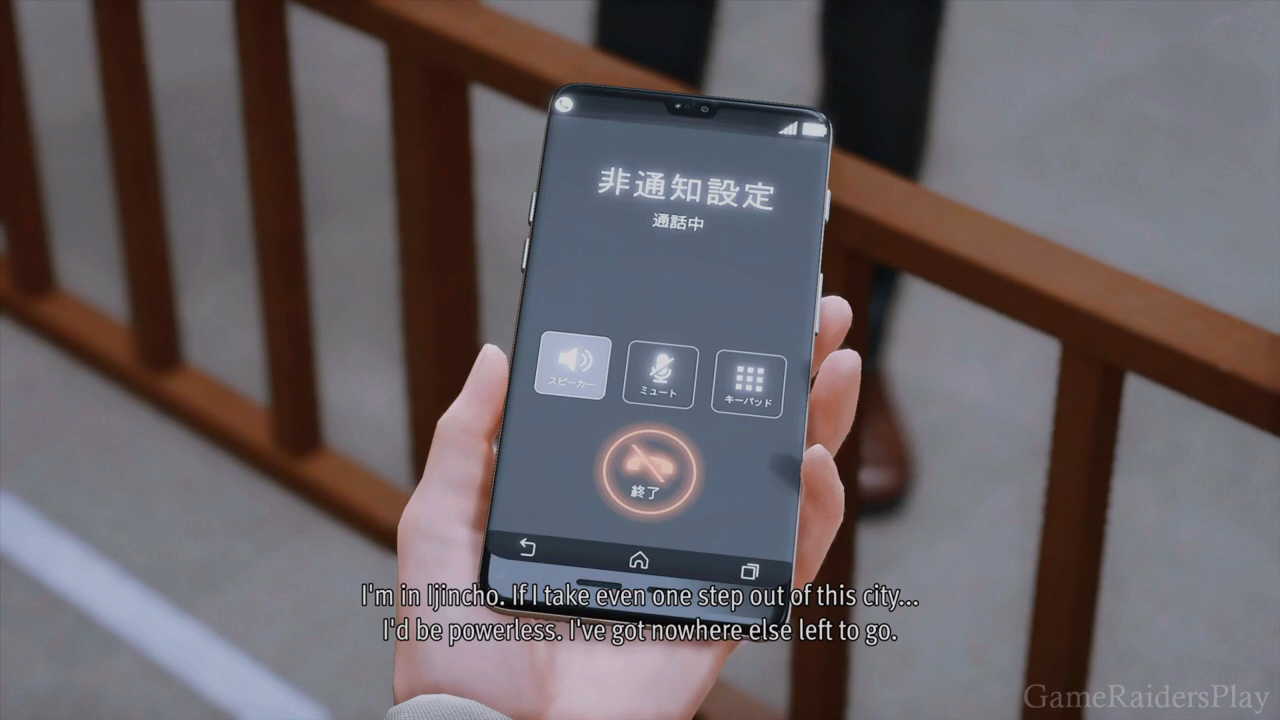 非通知設定
通話中
スピーカー
ミュート
キーパッド
終了
I'm in Ijincho. If I take even one step out of this city...
I'd be powerless. I've got nowhere else left to go.
GameRaidersPlay